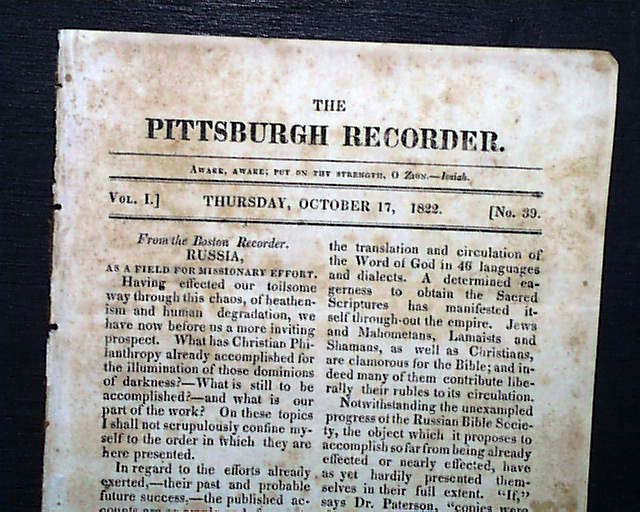 THE
PITTSBURGH RECORDER.
AWAKE, AWAKE; PUT ON THY STRENGTH, O ZION.—Isaiah.
VOL. I.] THURSDAY, OCTOBER 17, 1822. [No. 39.
From the Boston Recorder.
RUSSIA,
AS A FIELD FOR MISSIONARY EFFORT.
Having effected our toilsome
way through this chaos, of heathen-
ism and human degradation, we
have now before us a more inviting
prospect. What has Christian Phi-
lanthropy already accomplished for
the illumination of those dominions
of darkness?—What is still to be
accomplished?—and what is our
part of the work? On these topics
I shall not scrupulously confine my-
self to the order in which they are
here presented.
In regard to the efforts already
exerted,—their past and probable
future success,—the published ac-
the translation and circulation of
the Word of God in 46 languages
and dialects. A determined ea-
gerness to obtain the Sacred
Scriptures has manifested it-
self through-out the empire. Jews
and Mahometans, Lamaists and
Shamans, as well as Christians,
are clamorous for the Bible; and in-
deed many of them contribute libe-
rally their rubles to its circulation.
Notwithstanding the unexampled
progress of the Russian Bible Socie-
ty, the object which it proposes to
accomplish so far from being already
effected or nearly effected, have
as yet hardly presented them-
selves in their full extent. "If,"
says Dr. Paterson, "copies were